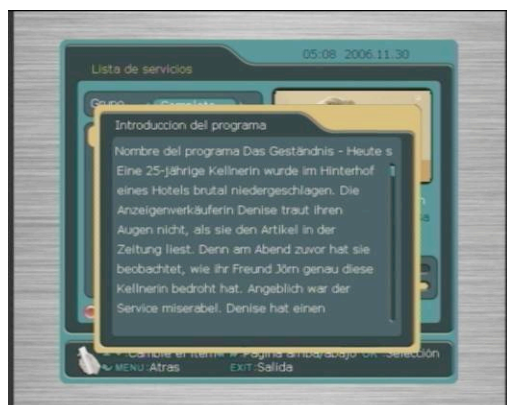 05:08 2006.11.30
Lista de servicios
Grupo Completo
Introduccion del programa
Nombre del programa Das Geständnis - Heute s
Eine 25-jährige Kellnerin wurde im Hinterhof
eines Hotels brutal niedergeschlagen. Die
Anzeigenverkäuferin Denise traut ihren
Augen nicht, als sie den Artikel in der
Zeitung liest. Denn am Abend zuvor hat sie
beobachtet, wie ihr Freund Jörn genau diese
Kellnerin bedroht hat. Angeblich war der
Service miserabel. Denise hat einen
:Cambie el item :Pagina arriba/abajo OK :Selección
MENU :Atras EXIT :Salida